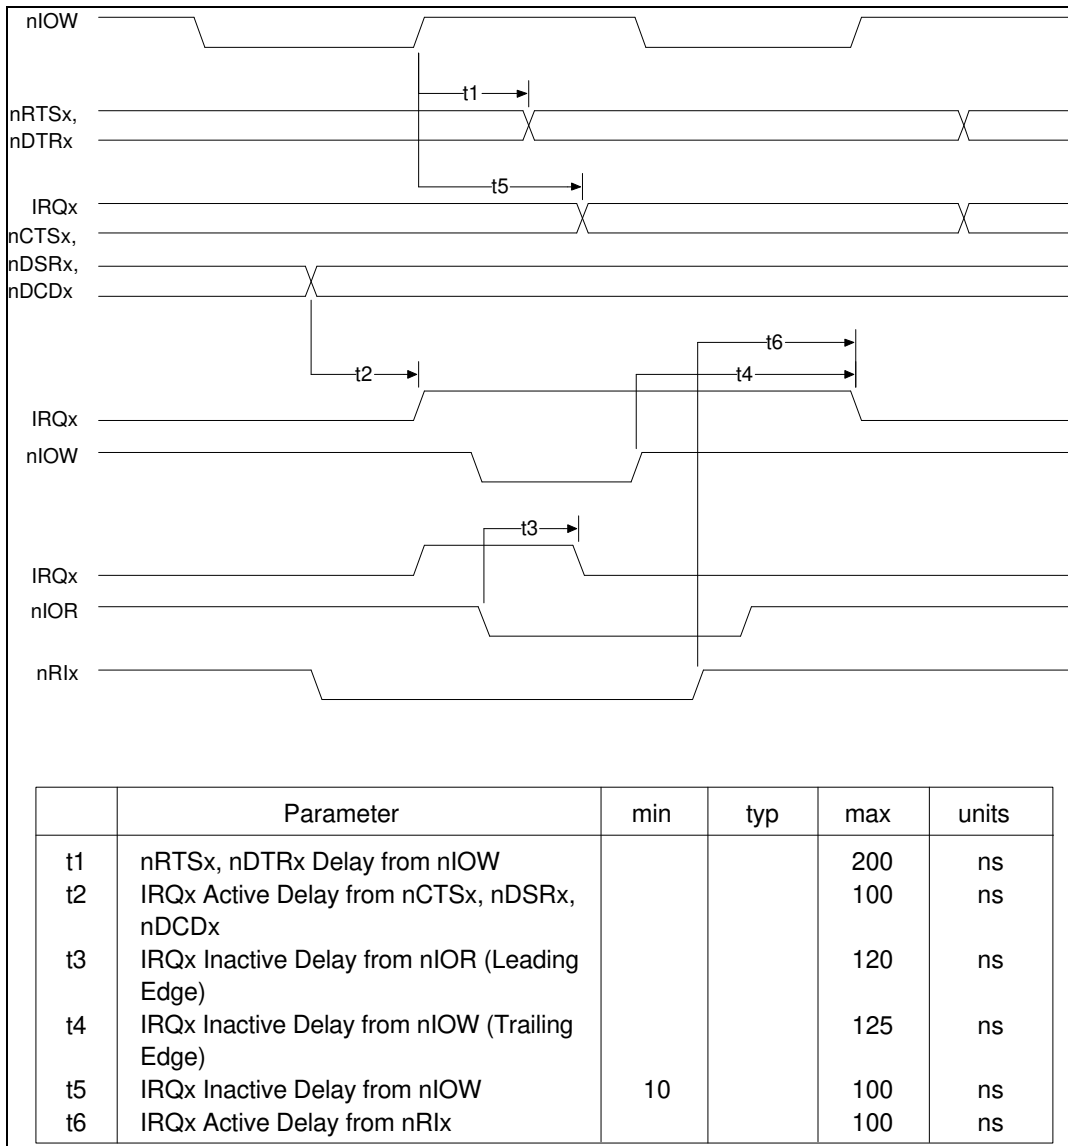 nIOW
t1
nRTSx,
nDTRx
t5
IRQx
nCTSx,
nDSRx,
nDCDx
t6
t2
t4
IRQx
nIOW
t3
IRQx
nIOR
nRIx
Parameter min typ max units
t1 nRTSx, nDTRx Delay from nIOW 200 ns
t2 IRQx Active Delay from nCTSx, nDSRx, 100 ns
nDCDx
t3 IRQx Inactive Delay from nIOR (Leading 120 ns
Edge)
t4 IRQx Inactive Delay from nIOW (Trailing 125 ns
Edge)
t5 IRQx Inactive Delay from nIOW 10 100 ns
t6 IRQx Active Delay from nRIx 100 ns